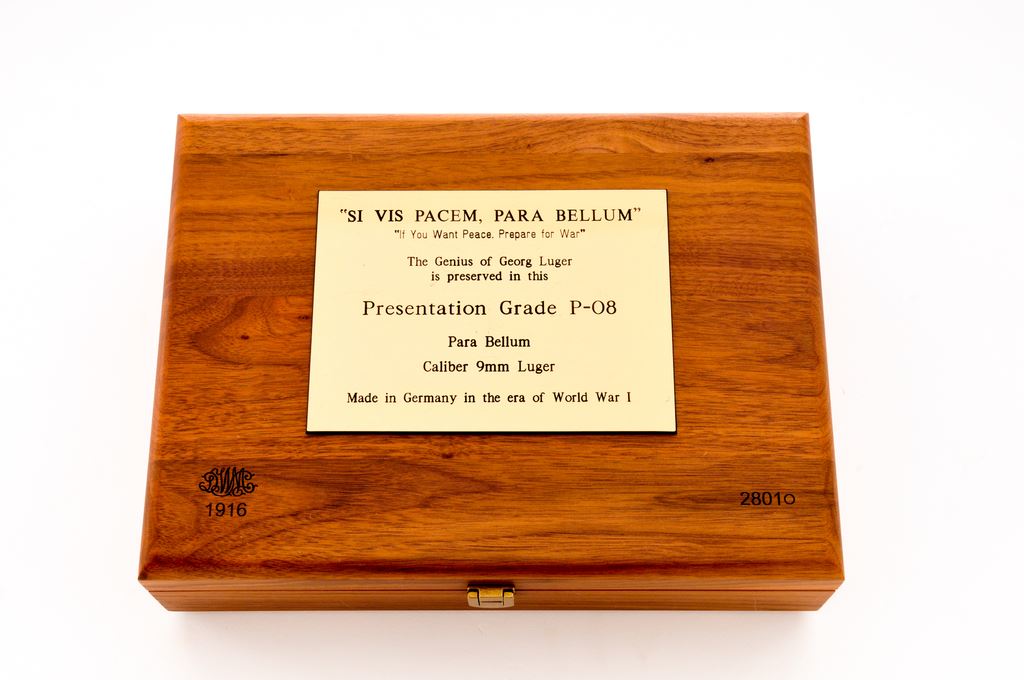 "SI VIS PACEM, PARA BELLUM"
"If You Want Peace, Prepare for War"
The Genius of Georg Luger
is preserved in this
Presentation Grade P-08
Para Bellum
Caliber 9mm Luger
Made in Germany in the era of World War I
DWM
1916
2801o